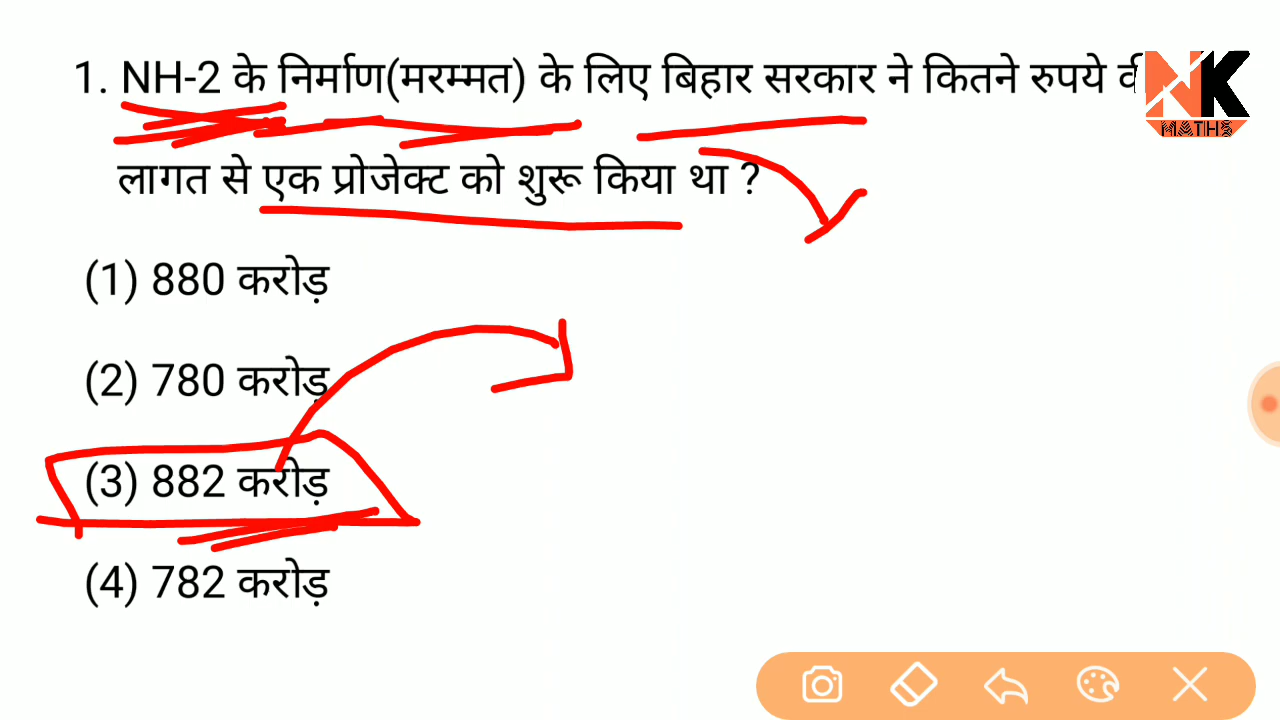 1. NH-2 के निर्माण(मरम्मत) के लिए बिहार सरकार ने कितने रुपये की
लागत से एक प्रोजेक्ट को शुरू किया था ?
(1) 880 करोड़
(2) 780 करोड़
(3) 882 करोड़
(4) 782 करोड़
NK
MATHS